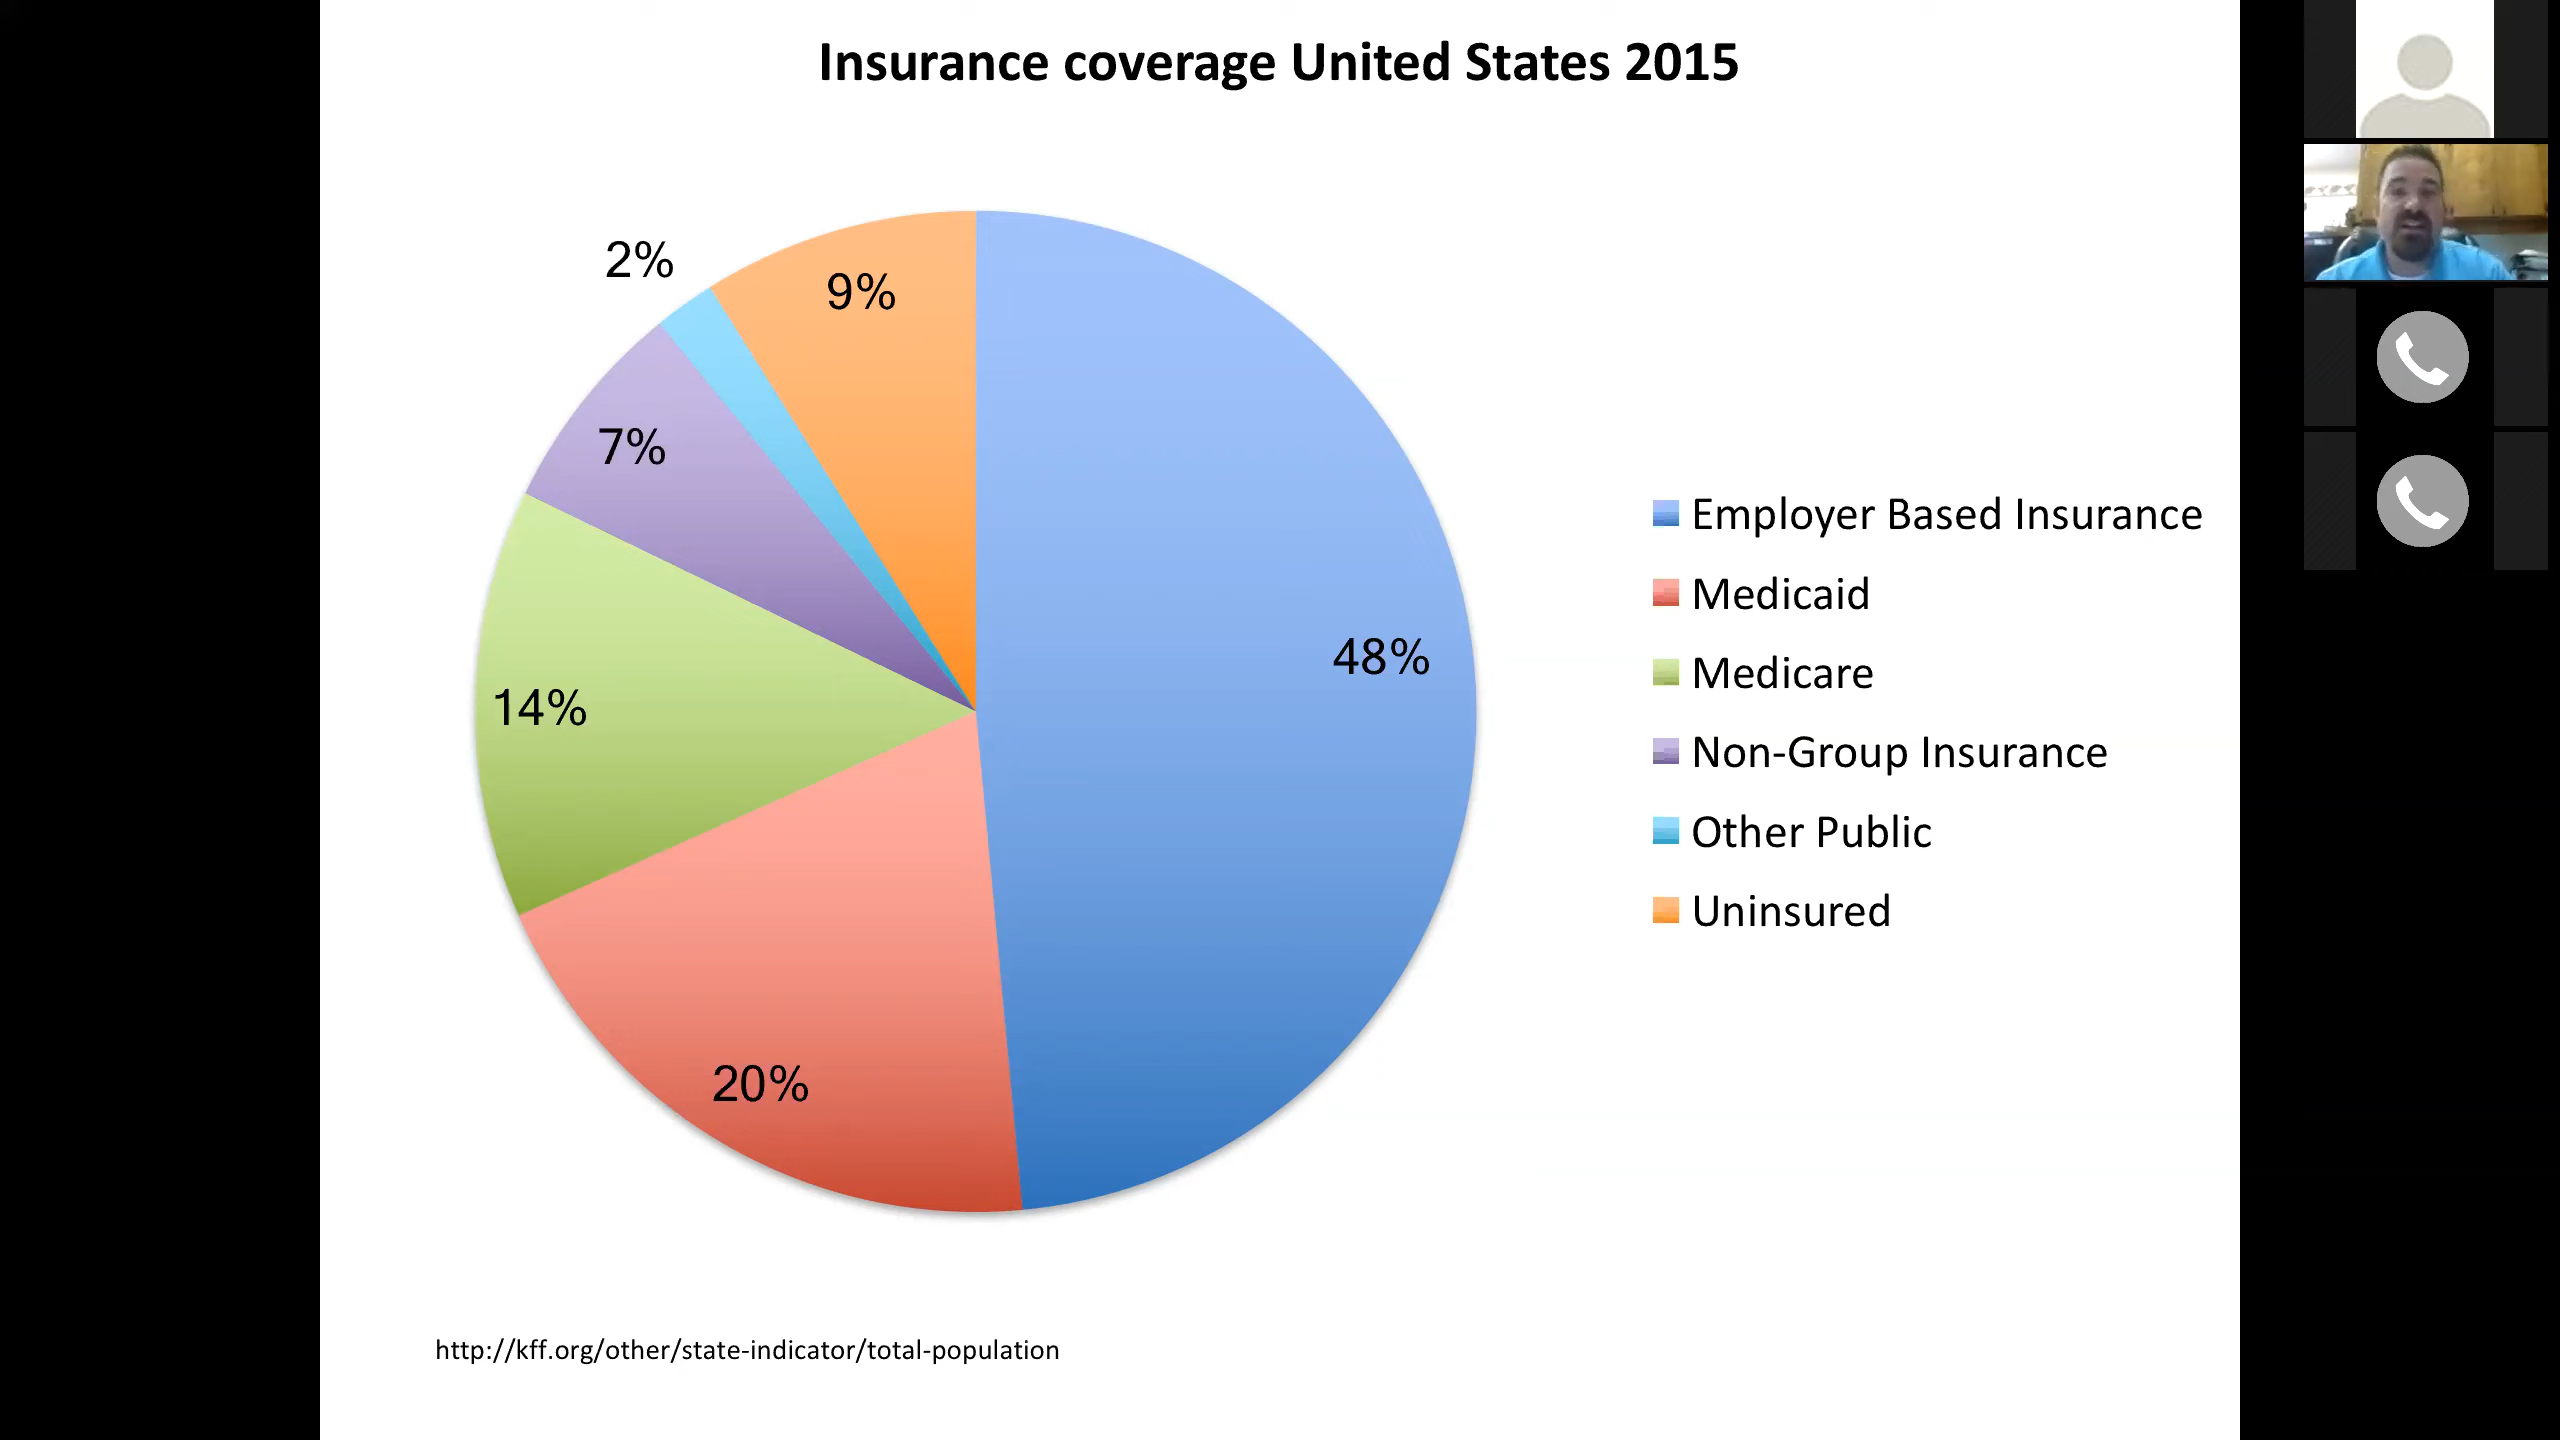 Insurance coverage United States 2015
2%
9%
7%
48%
14%
20%
Employer Based Insurance
Medicaid
Medicare
Non-Group Insurance
Other Public
Uninsured
http://kff.org/other/state-indicator/total-population